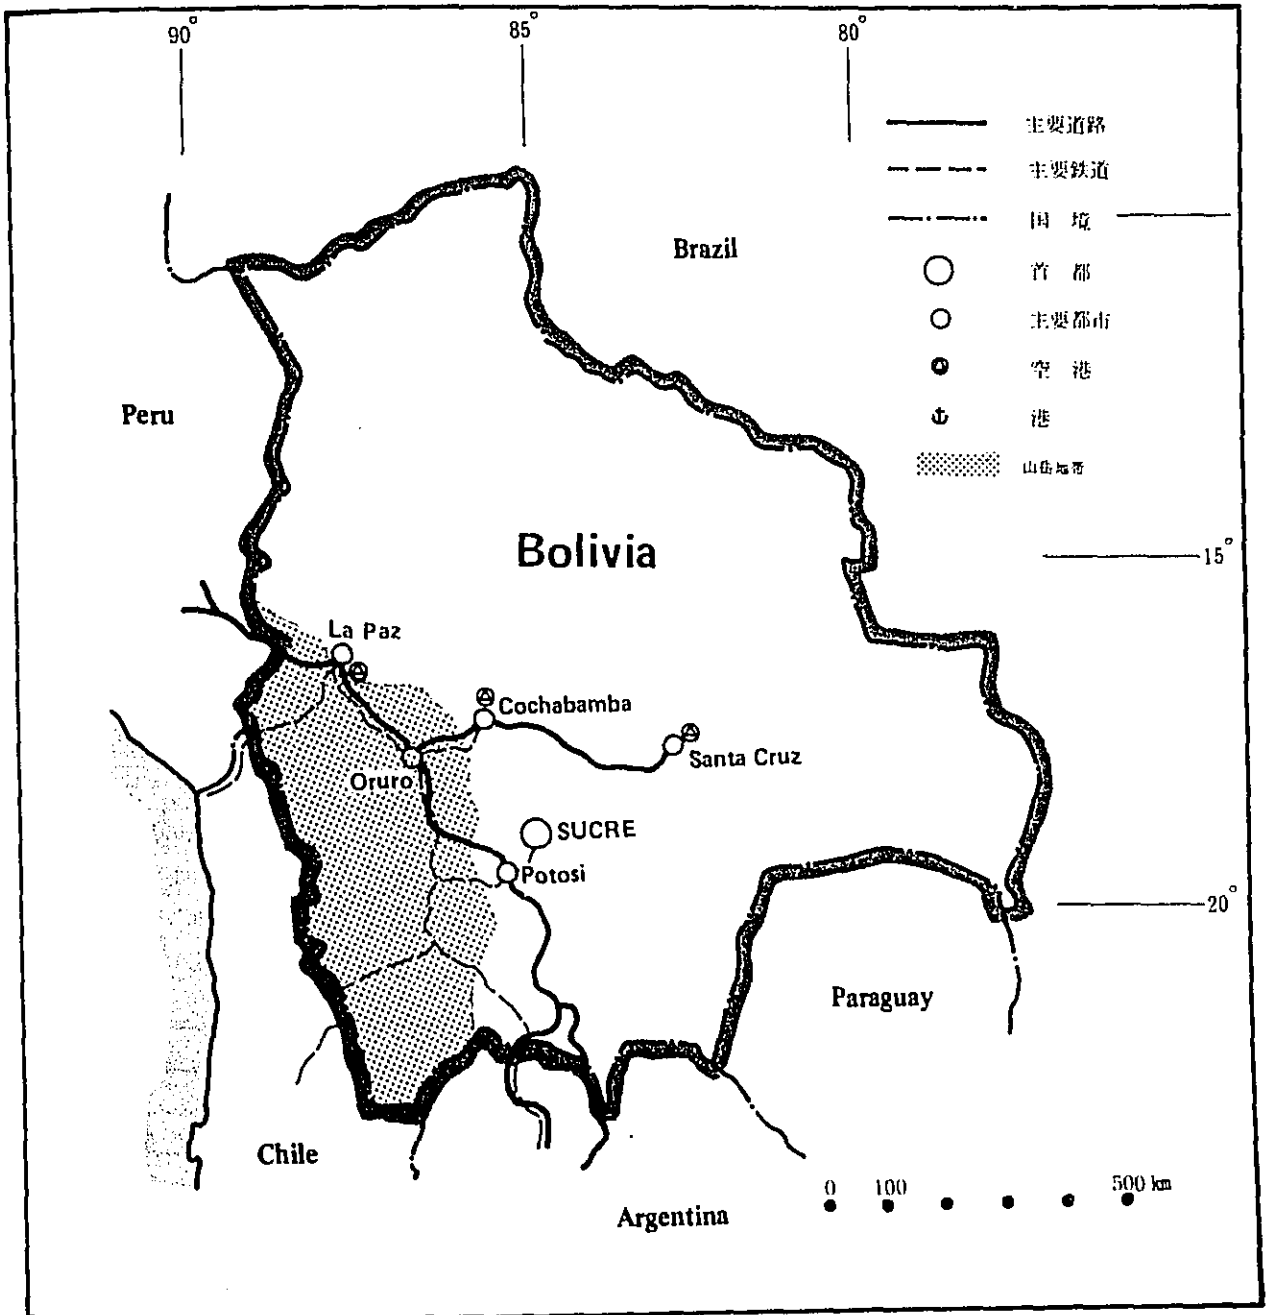 90°
85°
80°
主要道路
主要鉄道
国 境
首 都
主要都市
空 港
港
山岳地帯
Brazil
Peru
Bolivia
15°
La Paz
Cochabamba
Santa Cruz
Oruro
SUCRE
Potosi
20°
Paraguay
Chile
0 100 500 km
Argentina